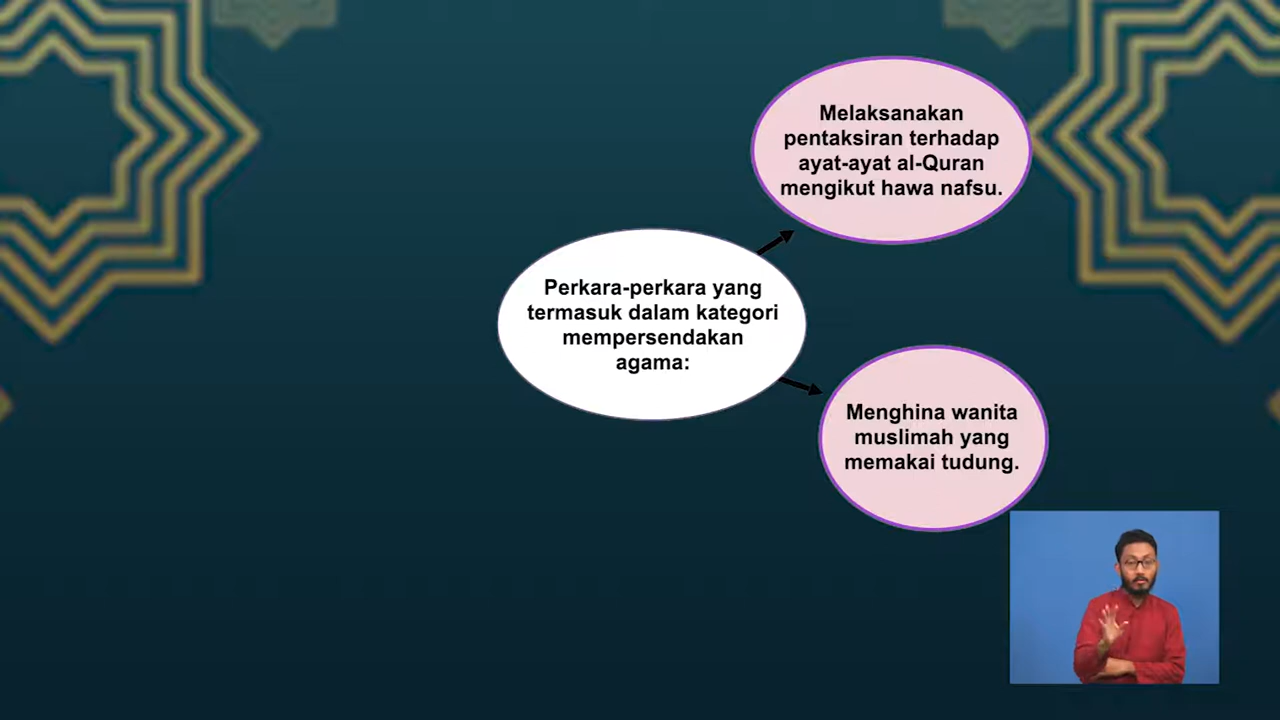 Melaksanakan
pentaksiran terhadap
ayat-ayat al-Quran
mengikut hawa nafsu.
Perkara-perkara yang
termasuk dalam kategori
mempersendakan
agama:
Menghina wanita
muslimah yang
memakai tudung.